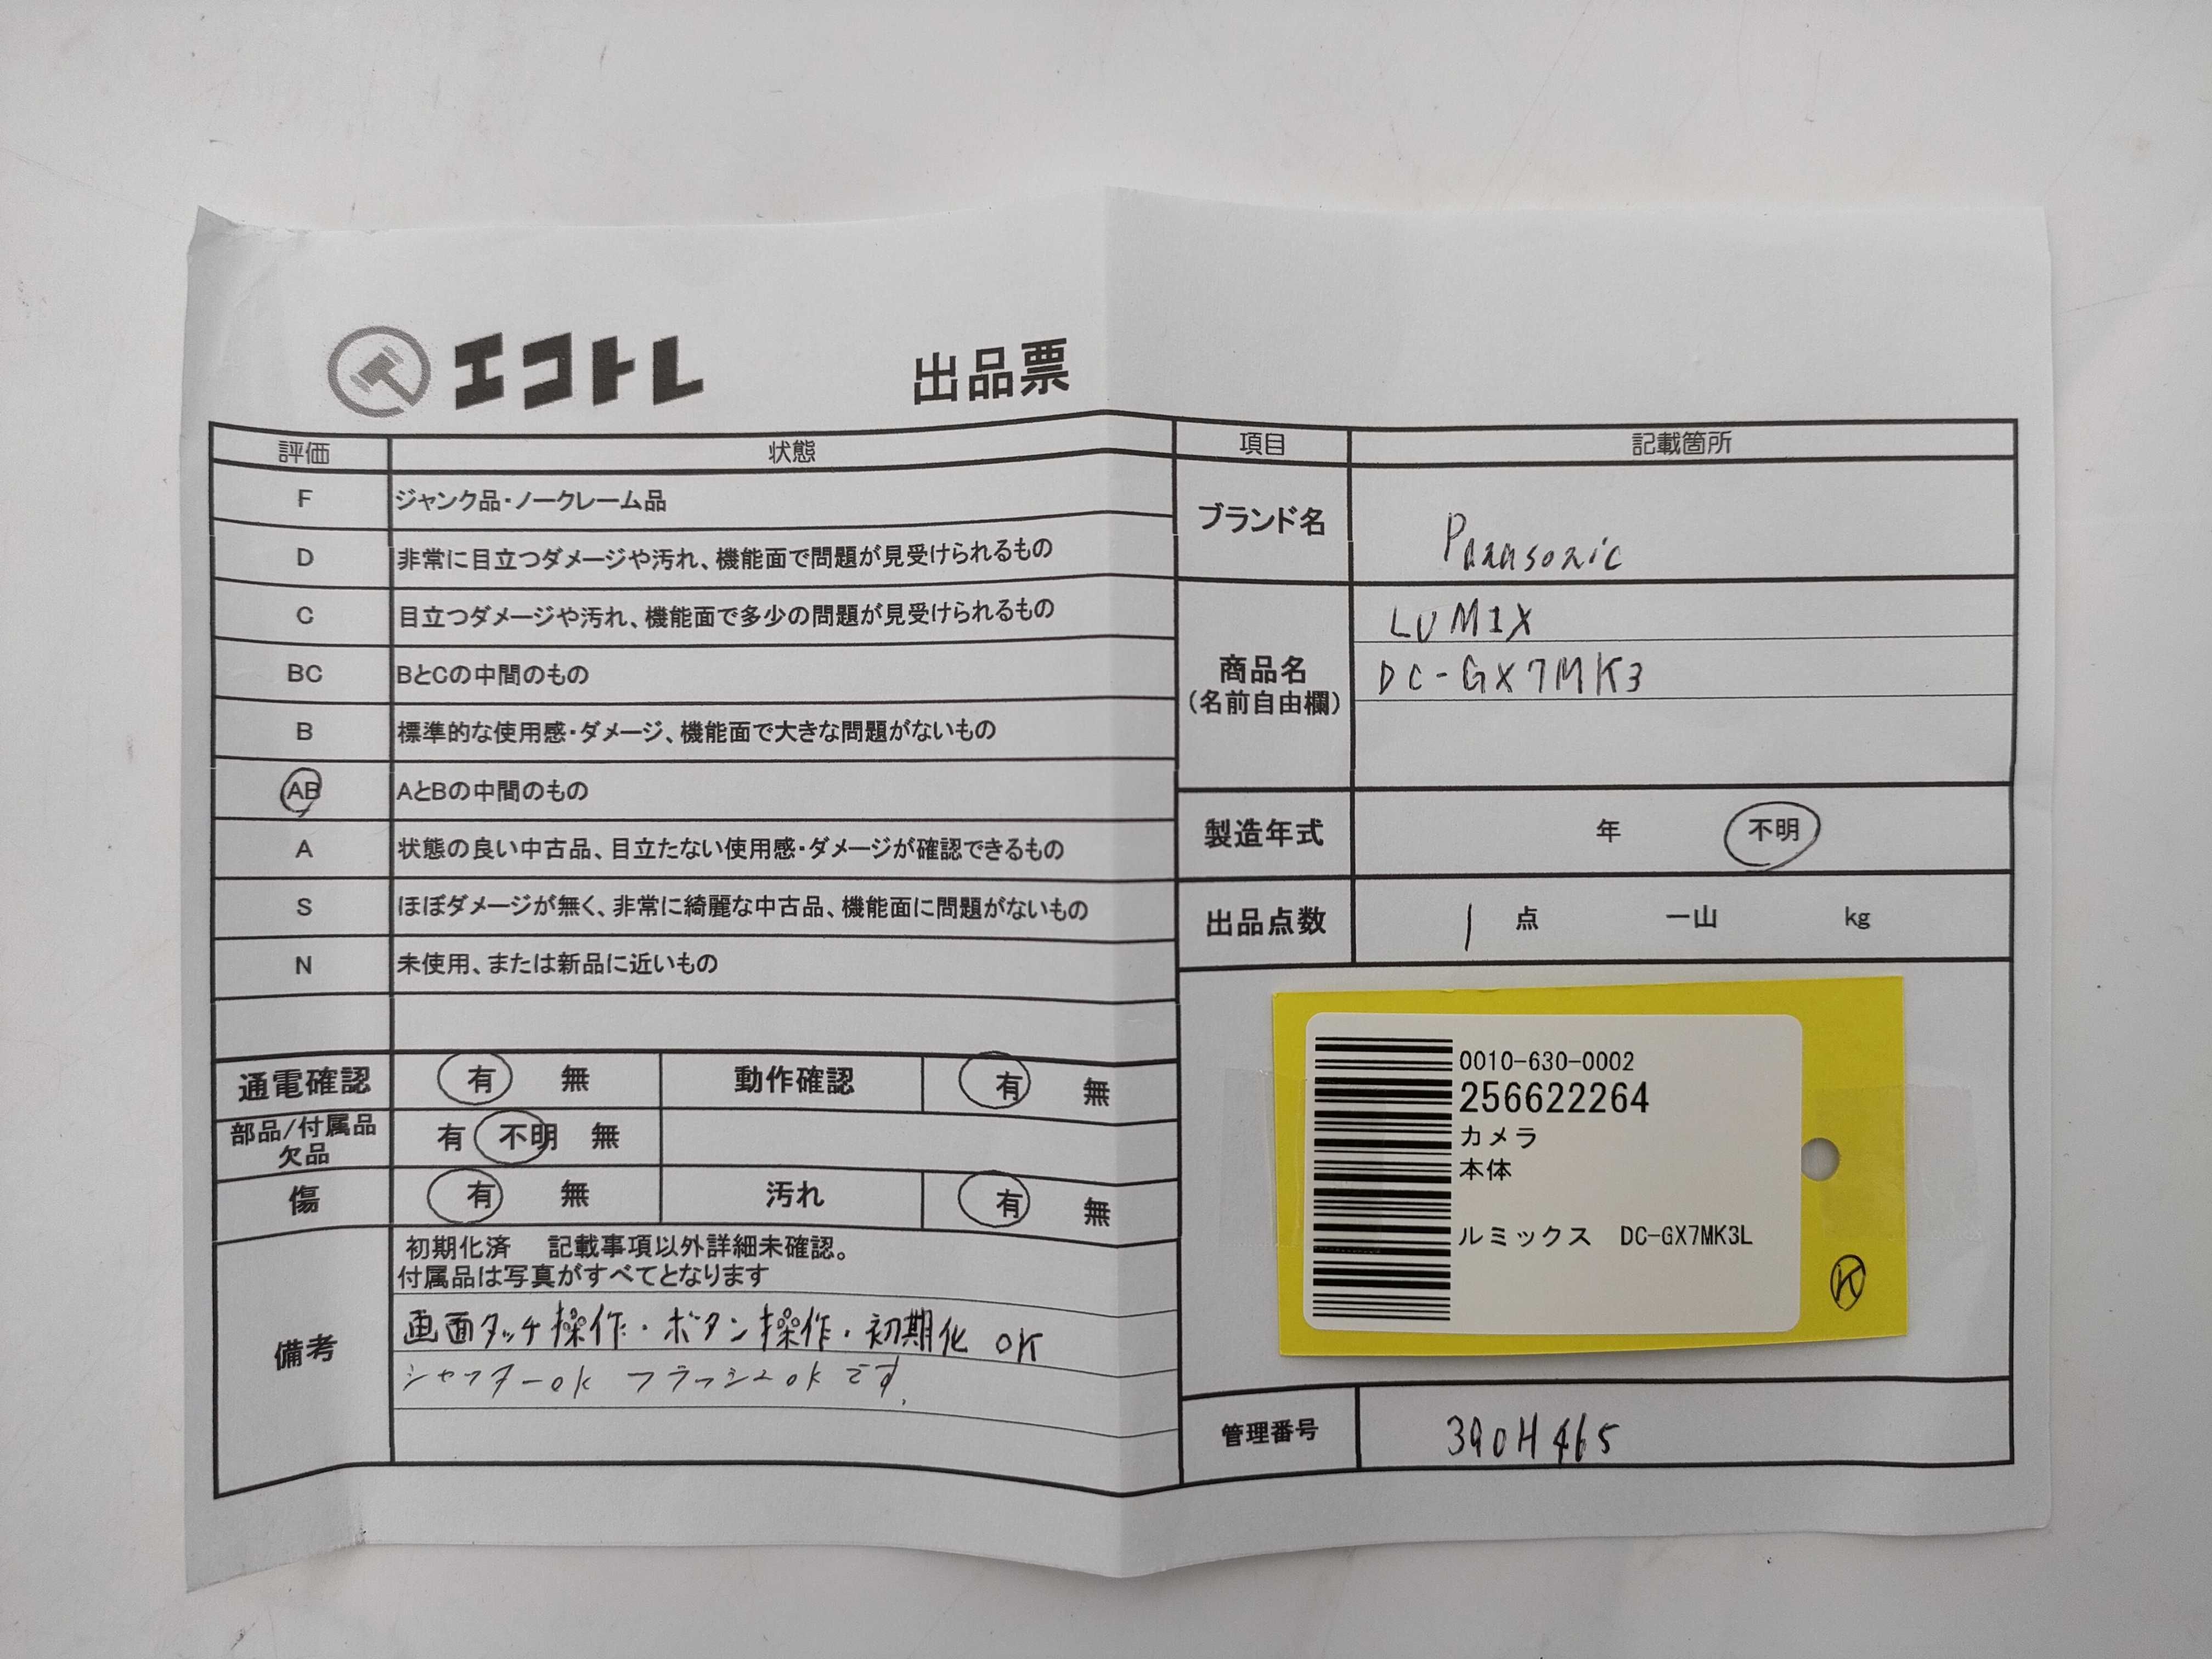 エコトレ 出品票
評価 状態
F ジャンク品・ノークレーム品
D 非常に目立つダメージや汚れ、機能面で問題が見受けられるもの
C 目立つダメージや汚れ、機能面で多少の問題が見受けられるもの
BC BとCの中間のもの
B 標準的な使用感・ダメージ、機能面で大きな問題がないもの
AB AとBの中間のもの
A 状態の良い中古品、目立たない使用感・ダメージが確認できるもの
S ほぼダメージが無く、非常に綺麗な中古品、機能面に問題がないもの
N 未使用、または新品に近いもの
通電確認 有 無 動作確認 有 無
部品/付属品
欠品 有 不明 無
傷 有 無 汚れ 有 無
備考
初期化済 記載事項以外詳細未確認。
付属品は写真がすべてとなります
画面タッチ操作・ボタン操作・初期化 OK
シャッターok フラッシュokです.
項目 記載箇所
ブランド名 Panasonic
商品名
(名前自由欄)
LUMIX
DC-GX7MK3
製造年式 年 不明
出品点数 1 点 一山 kg
0010-630-0002
256622264
カメラ
本体
ルミックス DC-GX7MK3L
K
管理番号 390H465